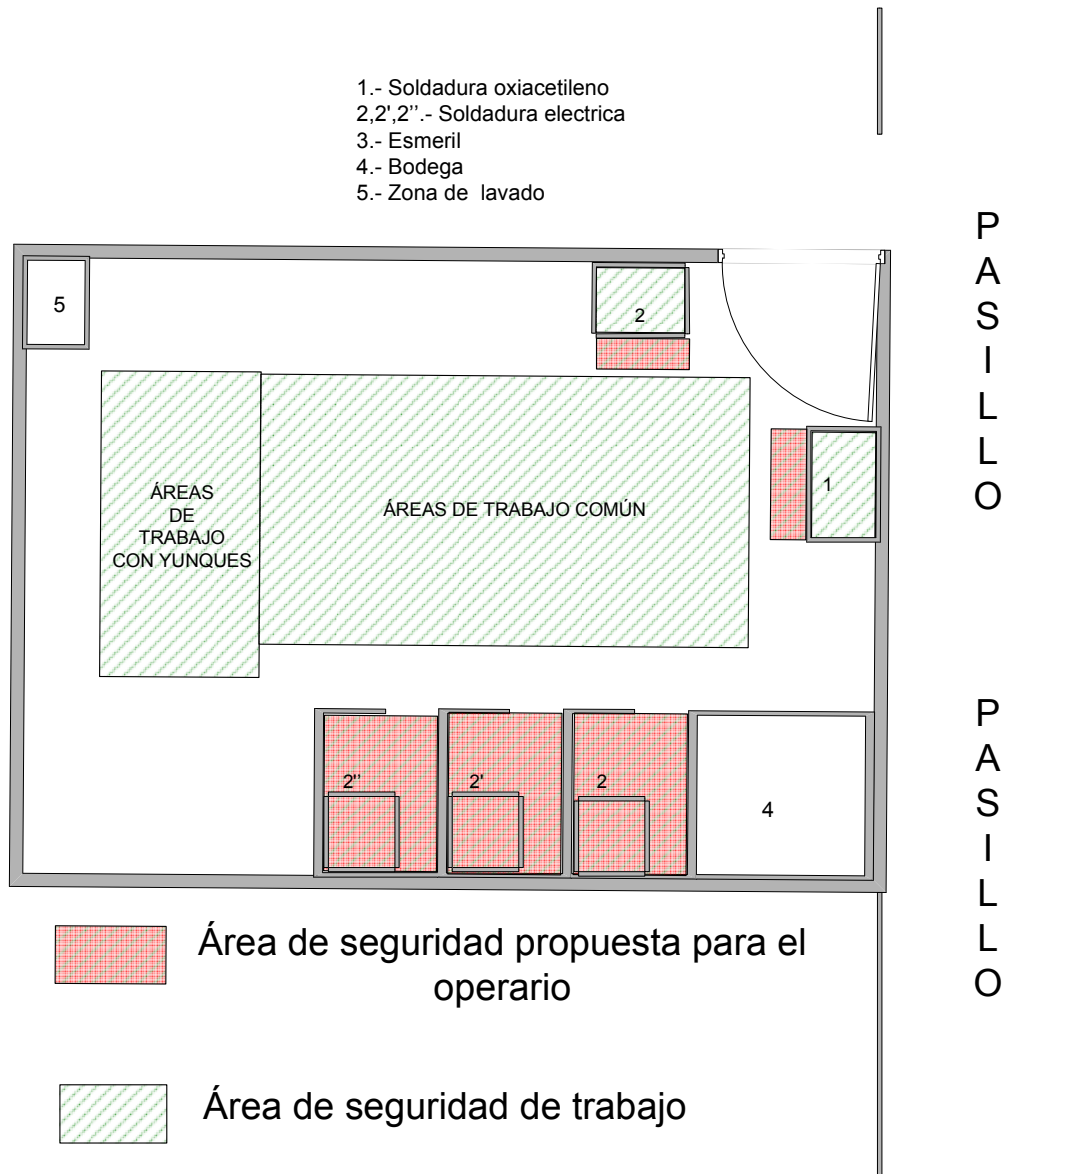 1.- Soldadura oxiacetileno
2,2',2''.- Soldadura electrica
3.- Esmeril
4.- Bodega
5.- Zona de lavado
PASILLO
5
2
ÁREAS
DE
TRABAJO
CON YUNQUES
ÁREAS DE TRABAJO COMÚN
1
2''
2'
2
4
PASILLO
Área de seguridad propuesta para el
operario
Área de seguridad de trabajo